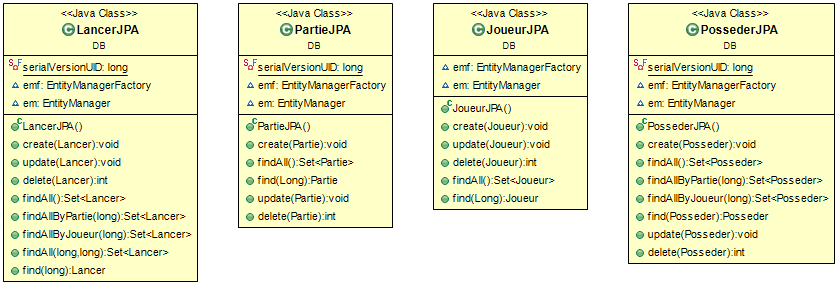 <<Java Class>>
LancerJPA
DB
serialVersionUID: long
emf: EntityManagerFactory
em: EntityManager
LancerJPA()
create(Lancer):void
update(Lancer):void
delete(Lancer):int
findAll():Set<Lancer>
findAllByPartie(long):Set<Lancer>
findAllByJoueur(long):Set<Lancer>
findAll(long,long):Set<Lancer>
find(long):Lancer
<<Java Class>>
PartieJPA
DB
serialVersionUID: long
emf: EntityManagerFactory
em: EntityManager
PartieJPA()
create(Partie):void
findAll():Set<Partie>
find(Long):Partie
update(Partie):void
delete(Partie):int
<<Java Class>>
JoueurJPA
DB
emf: EntityManagerFactory
em: EntityManager
JoueurJPA()
create(Joueur):void
update(Joueur):void
delete(Joueur):int
findAll():Set<Joueur>
find(Long):Joueur
<<Java Class>>
PossederJPA
DB
serialVersionUID: long
emf: EntityManagerFactory
em: EntityManager
PossederJPA()
create(Posseder):void
findAll():Set<Posseder>
findAllByPartie(long):Set<Posseder>
findAllByJoueur(long):Set<Posseder>
find(Posseder):Posseder
update(Posseder):void
delete(Posseder):int